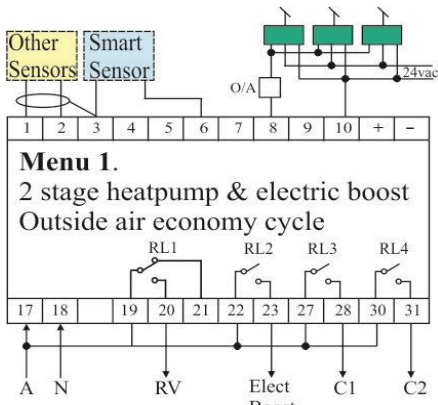 Other Sensors
Smart Sensor
24vac
O/A
1 2 3 4 5 6 7 8 9 10 + -
Menu 1.
2 stage heatpump & electric boost
Outside air economy cycle
RL1 RL2 RL3 RL4
17 18 19 20 21 22 23 27 28 30 31
A N RV Elect C1 C2